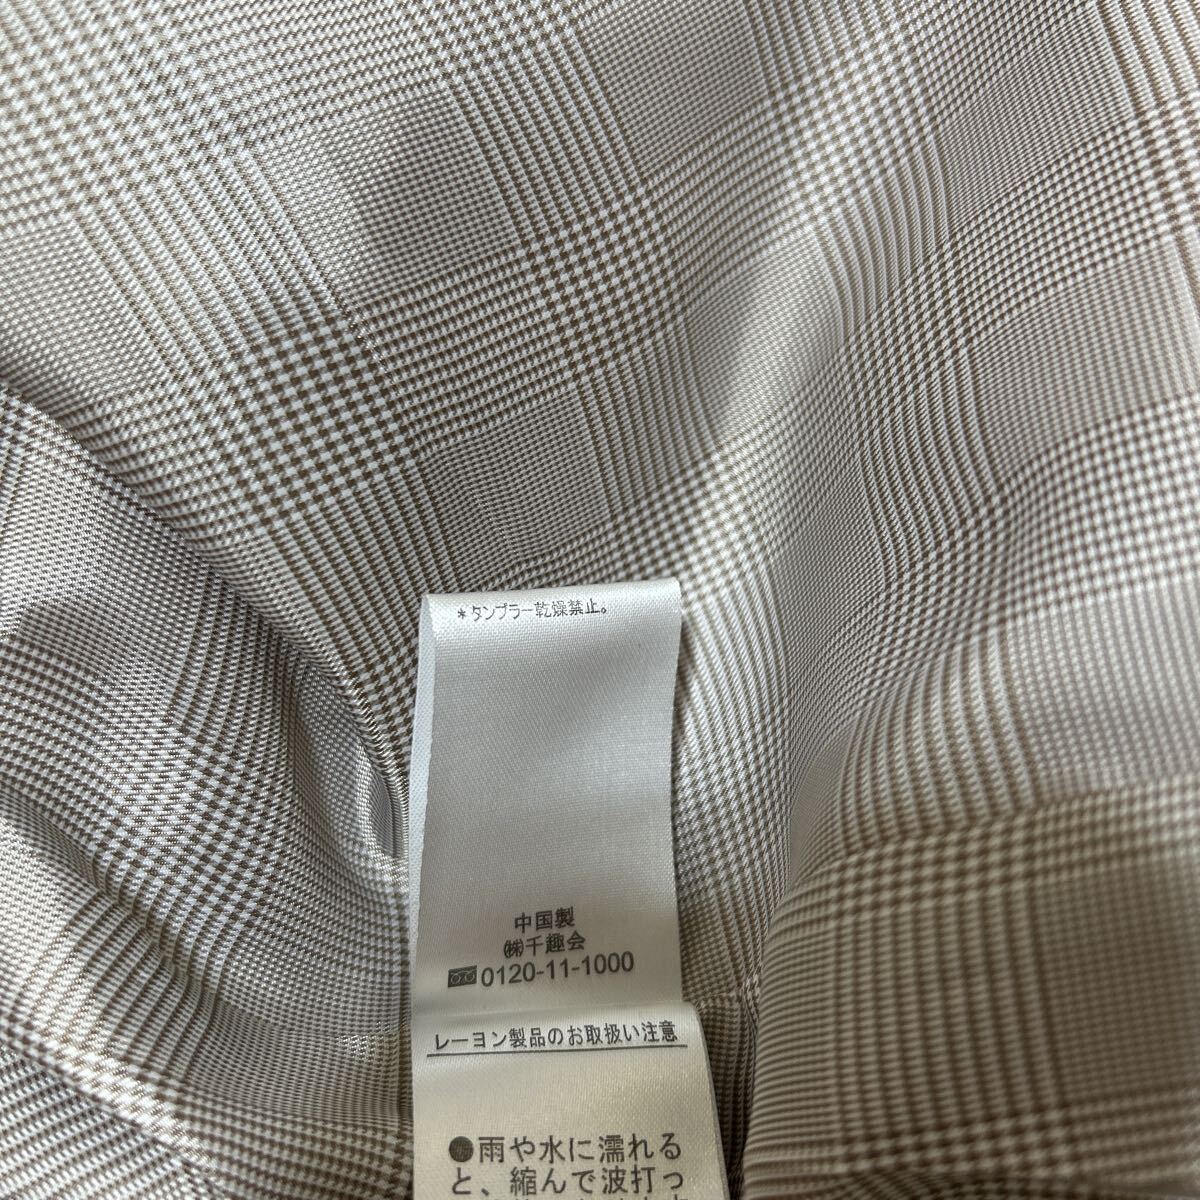 *タンブラー乾燥禁止。
中国製
㈱千趣会
0120-11-1000
レーヨン製品のお取扱い注意
●雨や水に濡れる
と、縮んで波打っ